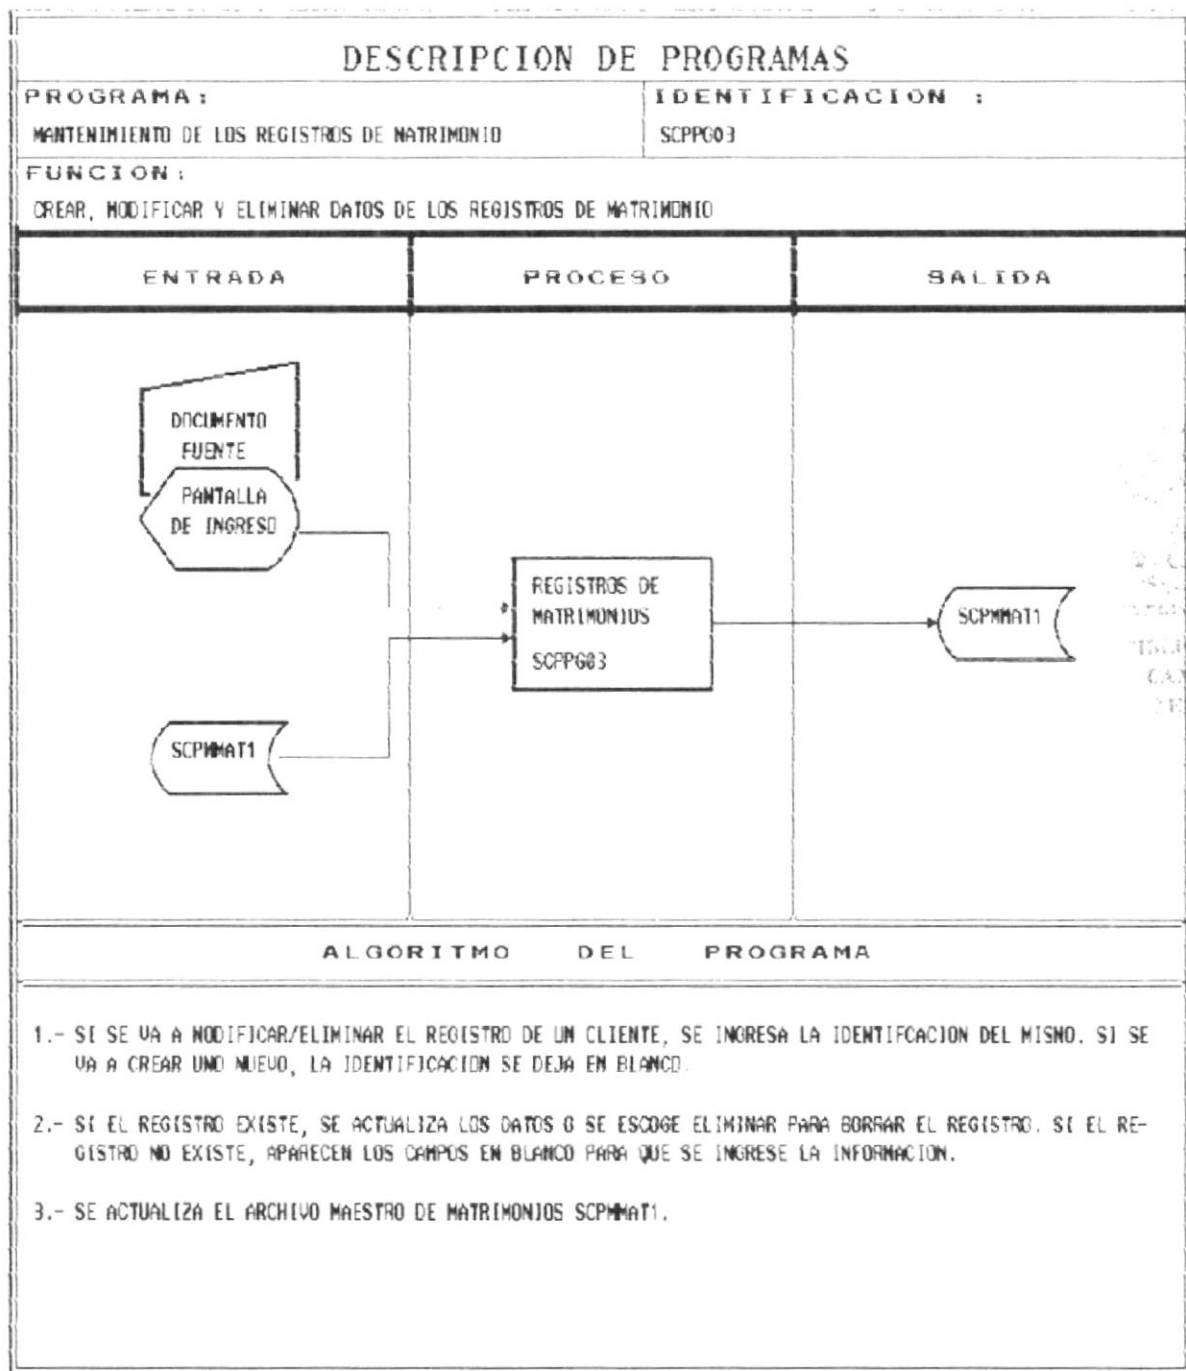 DESCRIPCION DE PROGRAMAS
PROGRAMA:
IDENTIFICACION :
MANTENIMIENTO DE LOS REGISTROS DE MATRIMONIO
SCPPG03
FUNCION:
CREAR, MODIFICAR Y ELIMINAR DATOS DE LOS REGISTROS DE MATRIMONIO
ENTRADA
PROCESO
SALIDA
DOCUMENTO
FUENTE
PANTALLA
DE INGRESO
REGISTROS DE
MATRIMONIOS
SCPPG03
SCPMMAT1
SCPMMAT1
ALGORITMO DEL PROGRAMA
1.- SI SE VA A MODIFICAR/ELIMINAR EL REGISTRO DE UN CLIENTE, SE INGRESA LA IDENTIFCACION DEL MISMO. SI SE
VA A CREAR UNO NUEVO, LA IDENTIFICACION SE DEJA EN BLANCO.
2.- SI EL REGISTRO EXISTE, SE ACTUALIZA LOS DATOS O SE ESCOGE ELIMINAR PARA BORRAR EL REGISTRO. SI EL RE-
GISTRO NO EXISTE, APARECEN LOS CAMPOS EN BLANCO PARA QUE SE INGRESE LA INFORMACION.
3.- SE ACTUALIZA EL ARCHIVO MAESTRO DE MATRIMONIOS SCPMMAT1.